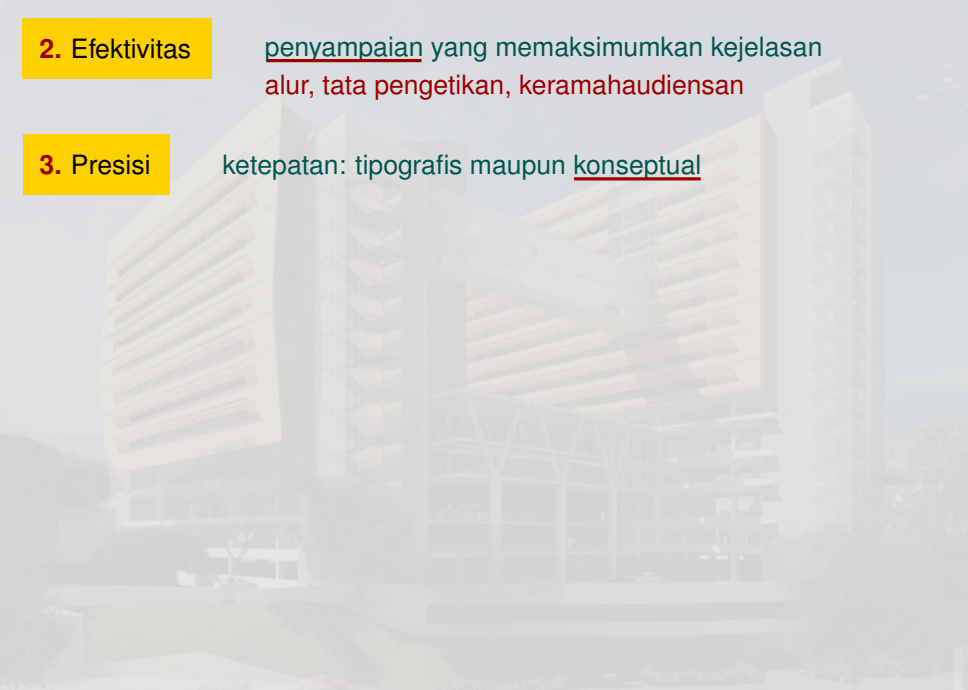 2. Efektivitas penyampaian yang memaksimumkan kejelasan
alur, tata pengetikan, keramahaudiensan
3. Presisi ketepatan: tipografis maupun konseptual